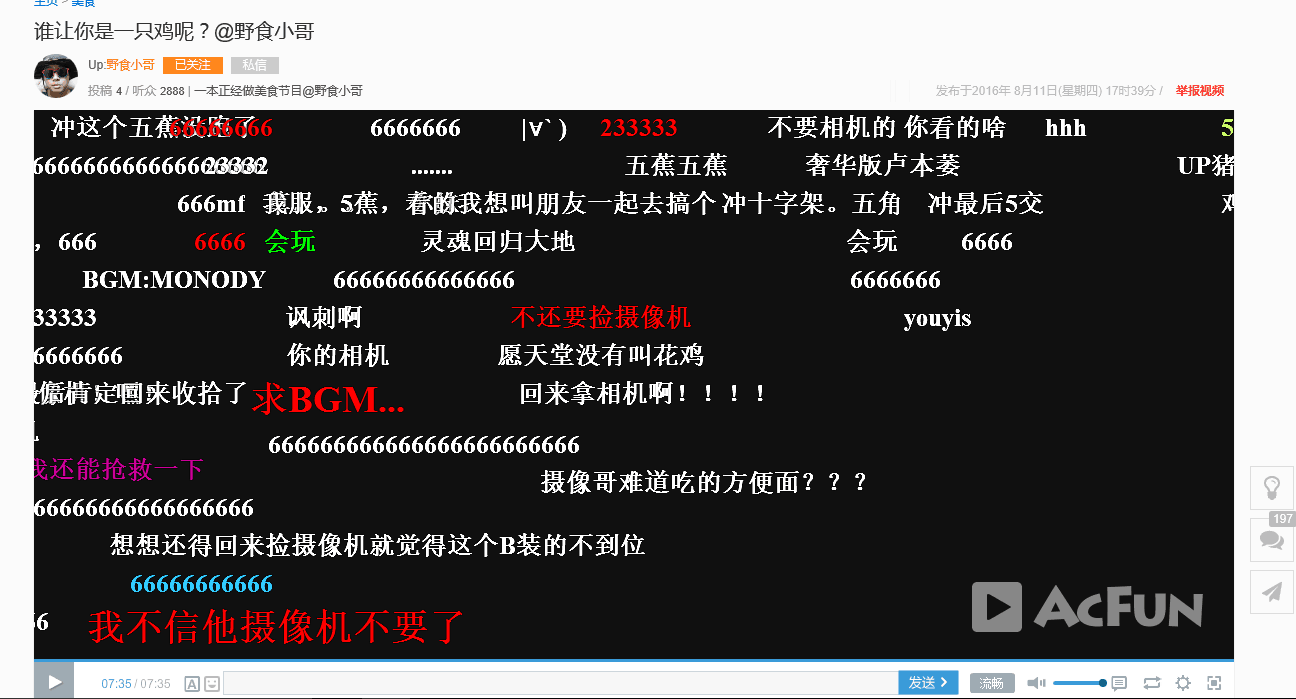 主页 > 美食
谁让你是一只鸡呢？@野食小哥
Up:野食小哥 已关注 私信
投稿 4 / 听众 2888 | 一本正经做美食节目@野食小哥
发布于2016年 8月11日(星期四) 17时39分 / 举报视频
冲这个五蕉没跑了 66666666 6666666 |∀` ) 233333 不要相机的 你看的啥 hhh 5
23332 ....... 五蕉五蕉 奢华版卢本蒌 UP猪
666mf 我服。5蕉，看的我想叫朋友一起去搞个 冲十字架。五角 冲最后5交 鸡
，666 6666 会玩 灵魂回归大地 会玩 6666
BGM:MONODY 66666666666666 6666666
33333 讽刺啊 不还要捡摄像机 youyis
6666666 你的相机 愿天堂没有叫花鸡
肯定回来收拾了 求BGM... 回来拿相机啊！！！！
666666666666666666666666
我还能抢救一下
摄像哥难道吃的方便面？？？
66666666666666666
想想还得回来捡摄像机就觉得这个B装的不到位
66666666666
66 我不信他摄像机不要了
AcFun
07:35 / 07:35 A 发送 流畅
197